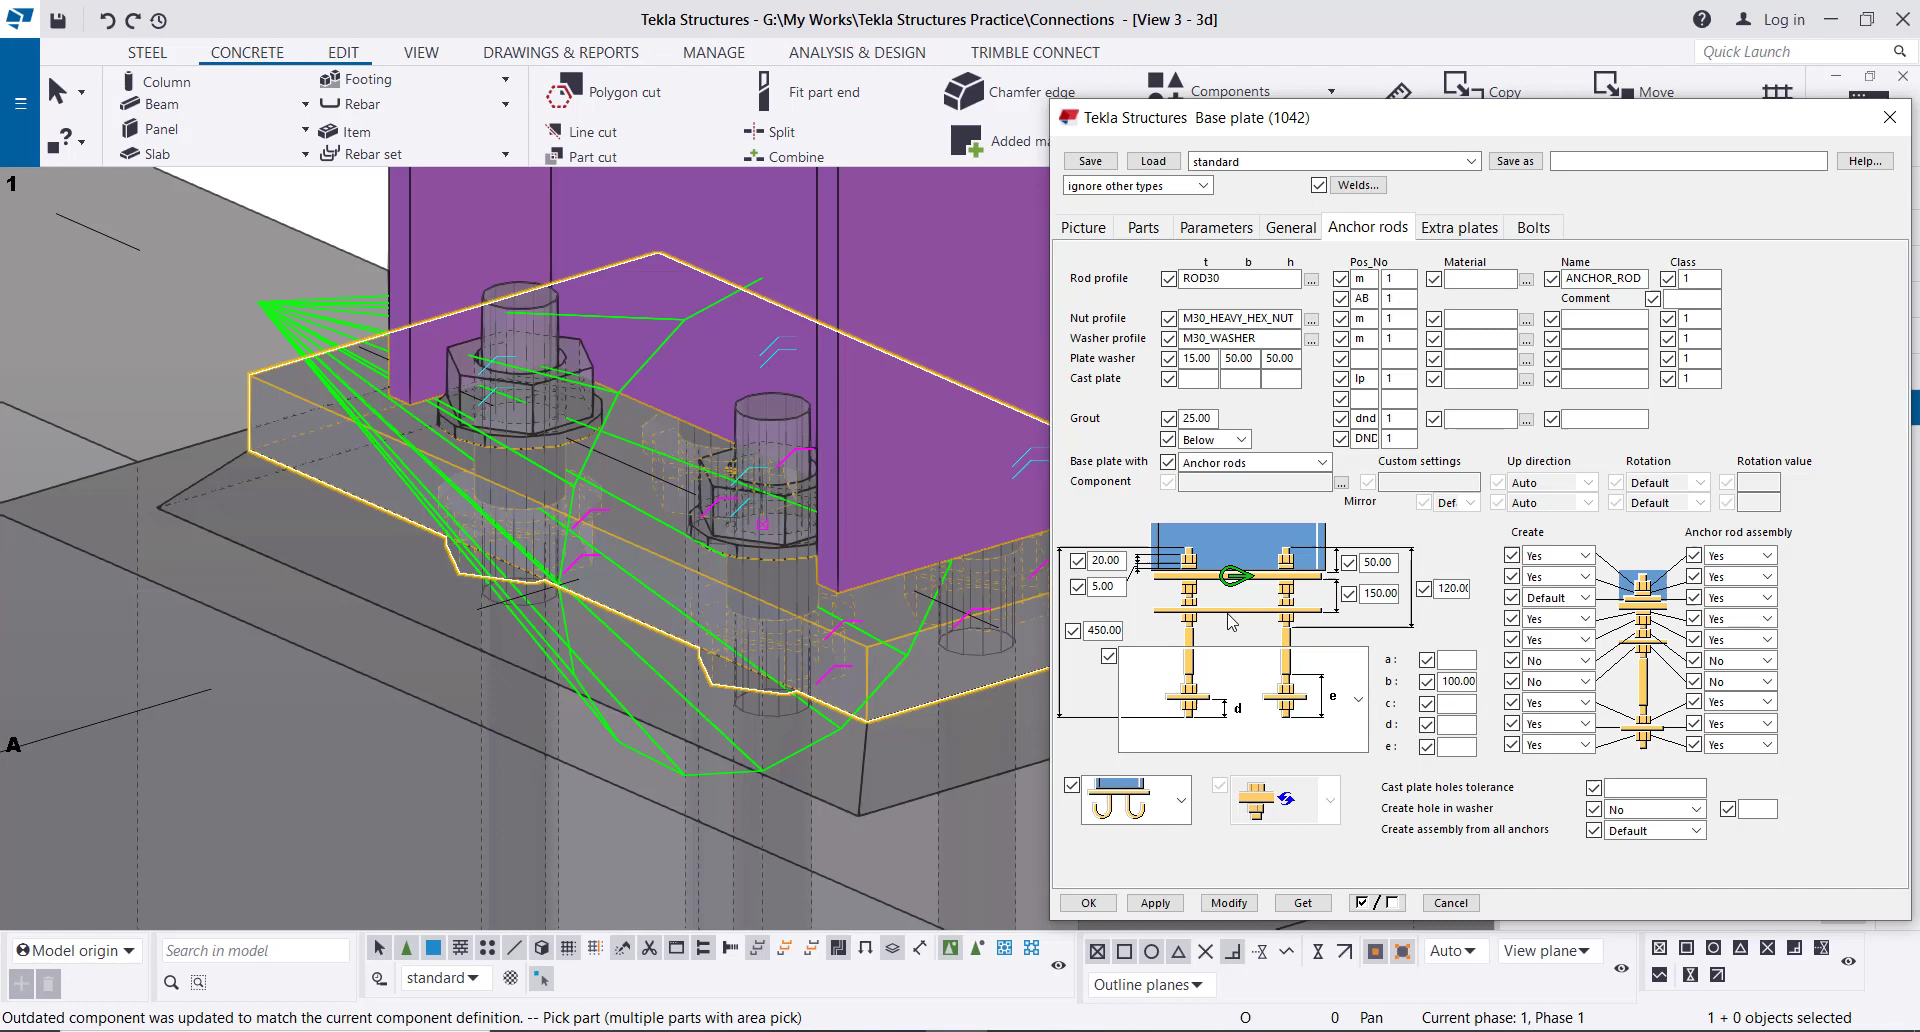 Tekla Structures - G:\My Works\Tekla Structures Practice\Connections - [View 3 - 3d]
Log in
STEEL CONCRETE EDIT VIEW DRAWINGS & REPORTS MANAGE ANALYSIS & DESIGN TRIMBLE CONNECT
Quick Launch
Column Footing Polygon cut Fit part end Chamfer edge Components Copy Move
Beam Rebar
Panel Item Line cut Split Added ma
Slab Rebar set Part cut Combine
Tekla Structures Base plate (1042)
Save Load standard Save as Help...
ignore other types Welds...
Picture Parts Parameters General Anchor rods Extra plates Bolts
t b h Pos_No Material Name Class
Rod profile ROD30 m 1 ANCHOR_ROD 1
AB 1 Comment
Nut profile M30_HEAVY_HEX_NUT m 1 1
Washer profile M30_WASHER m 1 1
Plate washer 15.00 50.00 50.00 1
Cast plate lp 1 1
Grout 25.00 dnd 1
Below DND 1
Base plate with Anchor rods Custom settings Up direction Rotation Rotation value
Component Auto Default
Mirror Def Auto Default
Create Anchor rod assembly
20.00 50.00 Yes Yes
5.00 150.00 120.00 Yes Yes
Default Yes
450.00 Yes Yes
Yes Yes
a : No No
b : 100.00 No No
c : Yes Yes
d : Yes Yes
e : Yes Yes
d e
Cast plate holes tolerance
Create hole in washer No
Create assembly from all anchors Default
OK Apply Modify Get / Cancel
1
A
Model origin Search in model
standard
Auto View plane
Outline planes
Outdated component was updated to match the current component definition. -- Pick part (multiple parts with area pick) O 0 Pan Current phase: 1, Phase 1 1 + 0 objects selected